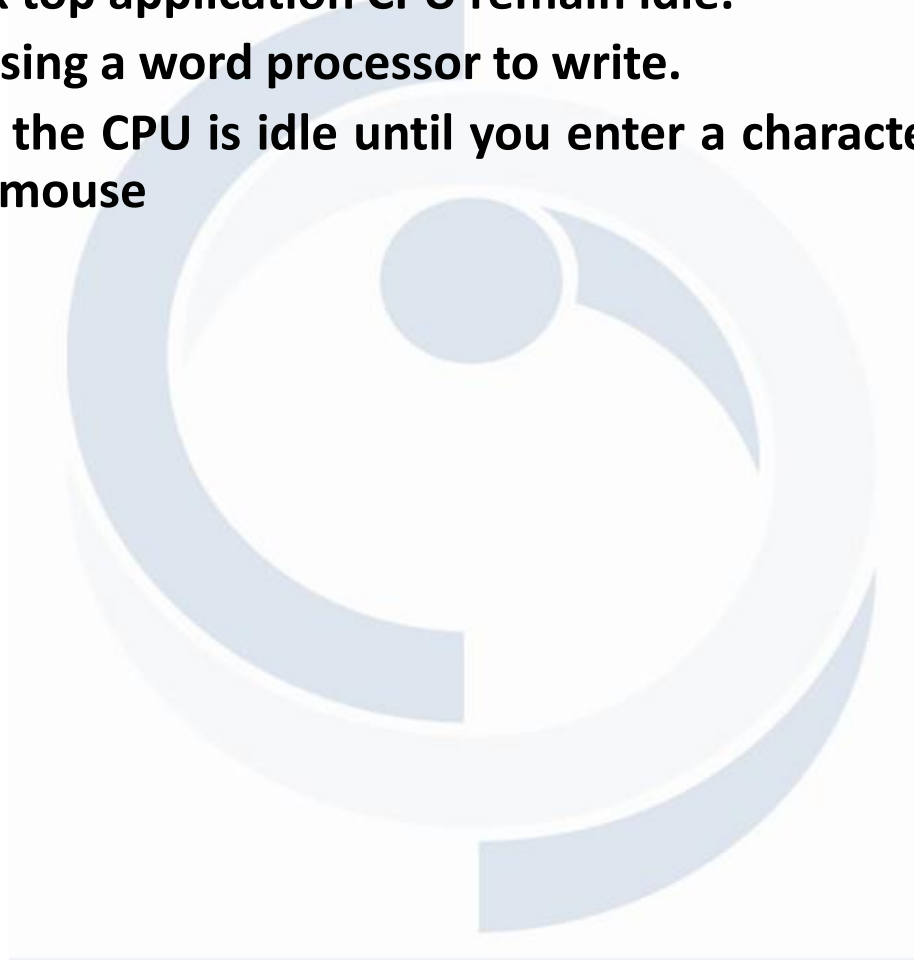 top application CPU remain idle.
sing a word processor to write.
the CPU is idle until you enter a characte
mouse